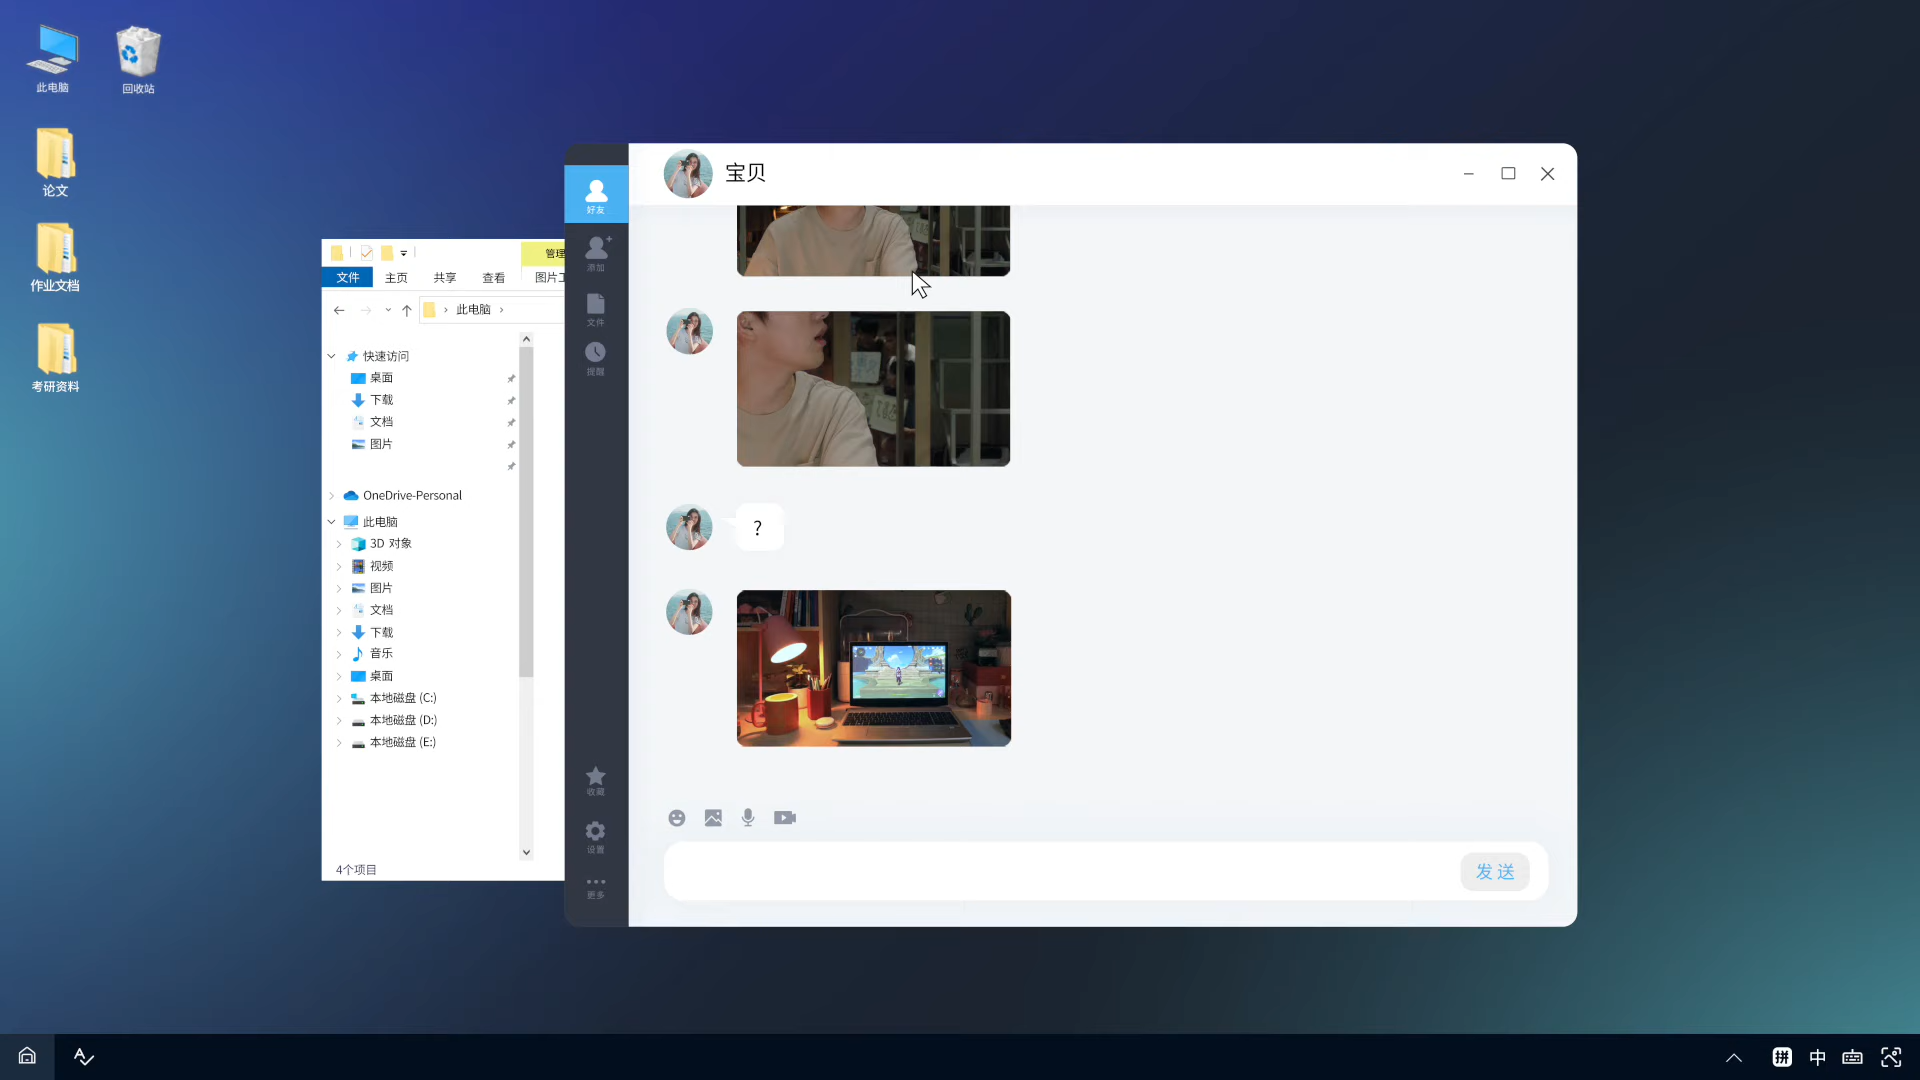 此电脑
回收站
论文
作业文档
考研资料
管理
文件
主页
共享
查看
图片工
此电脑
快速访问
桌面
下载
文档
图片
OneDrive-Personal
此电脑
3D 对象
视频
图片
文档
下载
音乐
桌面
本地磁盘 (C:)
本地磁盘 (D:)
本地磁盘 (E:)
4个项目
好友
添加
文件
提醒
收藏
设置
更多
宝贝
?
发送
拼
中